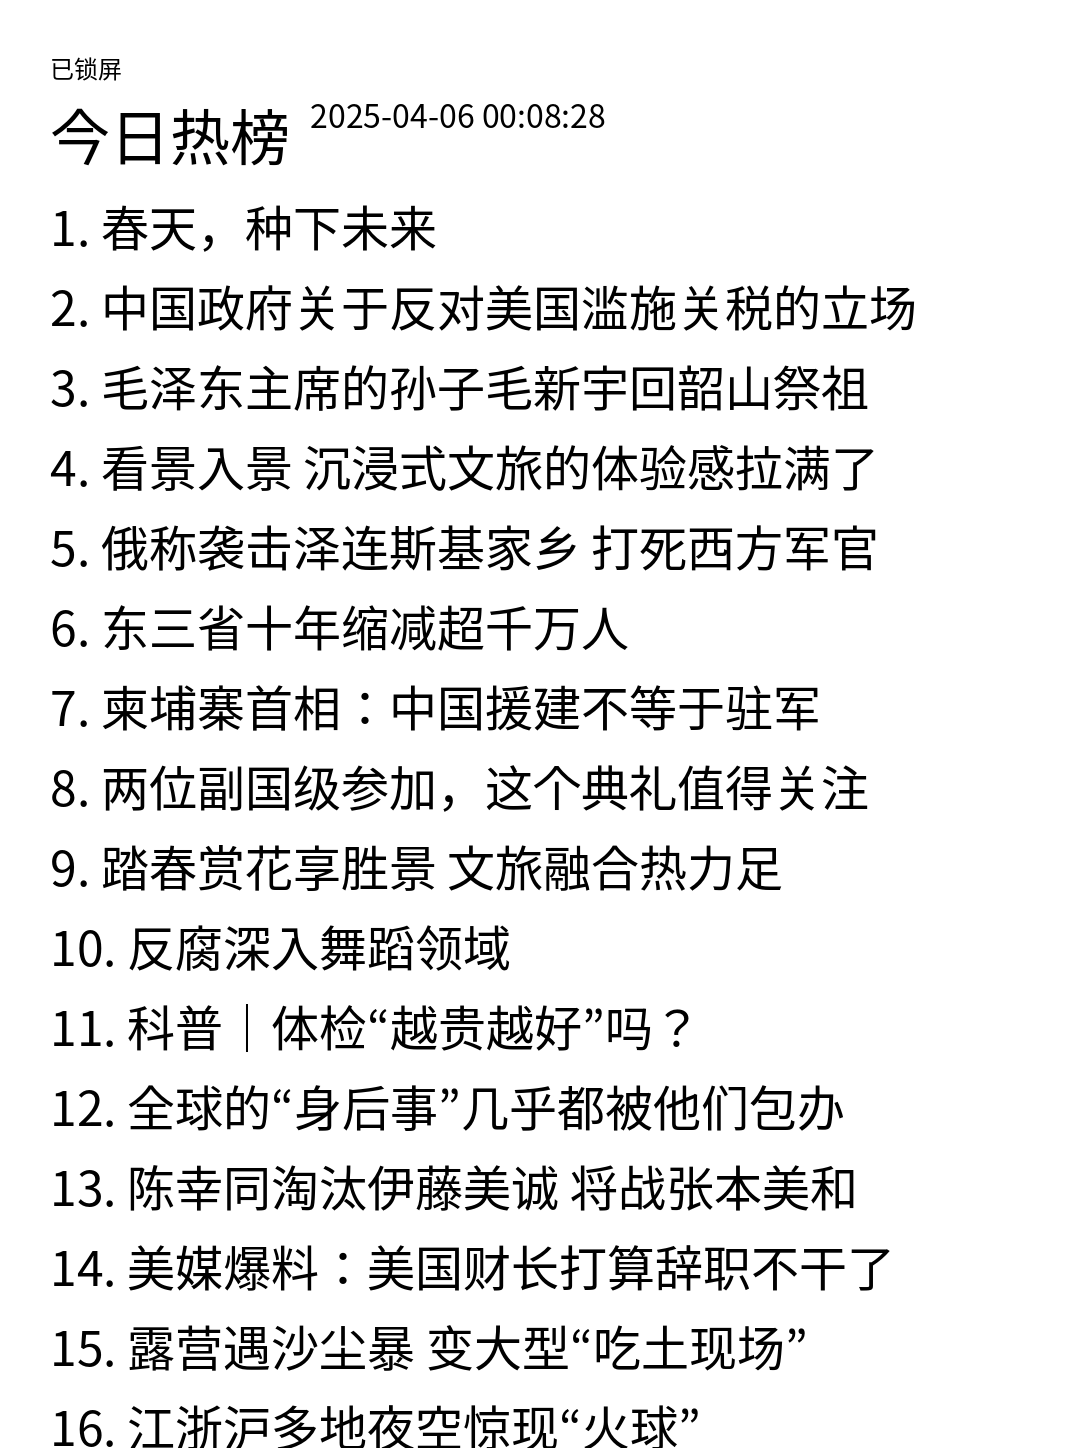 已锁屏
今日热榜 2025-04-06 00:08:28
1. 春天，种下未来
2. 中国政府关于反对美国滥施关税的立场
3. 毛泽东主席的孙子毛新宇回韶山祭祖
4. 看景入景 沉浸式文旅的体验感拉满了
5. 俄称袭击泽连斯基家乡 打死西方军官
6. 东三省十年缩减超千万人
7. 柬埔寨首相：中国援建不等于驻军
8. 两位副国级参加，这个典礼值得关注
9. 踏春赏花享胜景 文旅融合热力足
10. 反腐深入舞蹈领域
11. 科普｜体检“越贵越好”吗？
12. 全球的“身后事”几乎都被他们包办
13. 陈幸同淘汰伊藤美诚 将战张本美和
14. 美媒爆料：美国财长打算辞职不干了
15. 露营遇沙尘暴 变大型“吃土现场”
16. 江浙沪多地夜空惊现“火球”